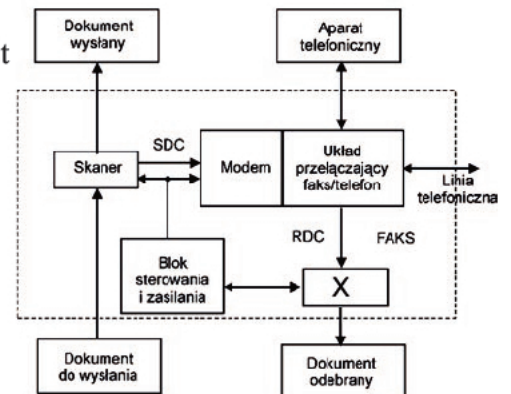 t
Dokument
wysłany
Aparat
telefoniczny
SDC
Skaner
Modem
Układ
przełączający
faks/telefon
Linia
telefoniczna
RDC
FAKS
Blok
sterowania
i zasilania
X
Dokument
do wysłania
Dokument
odebrany